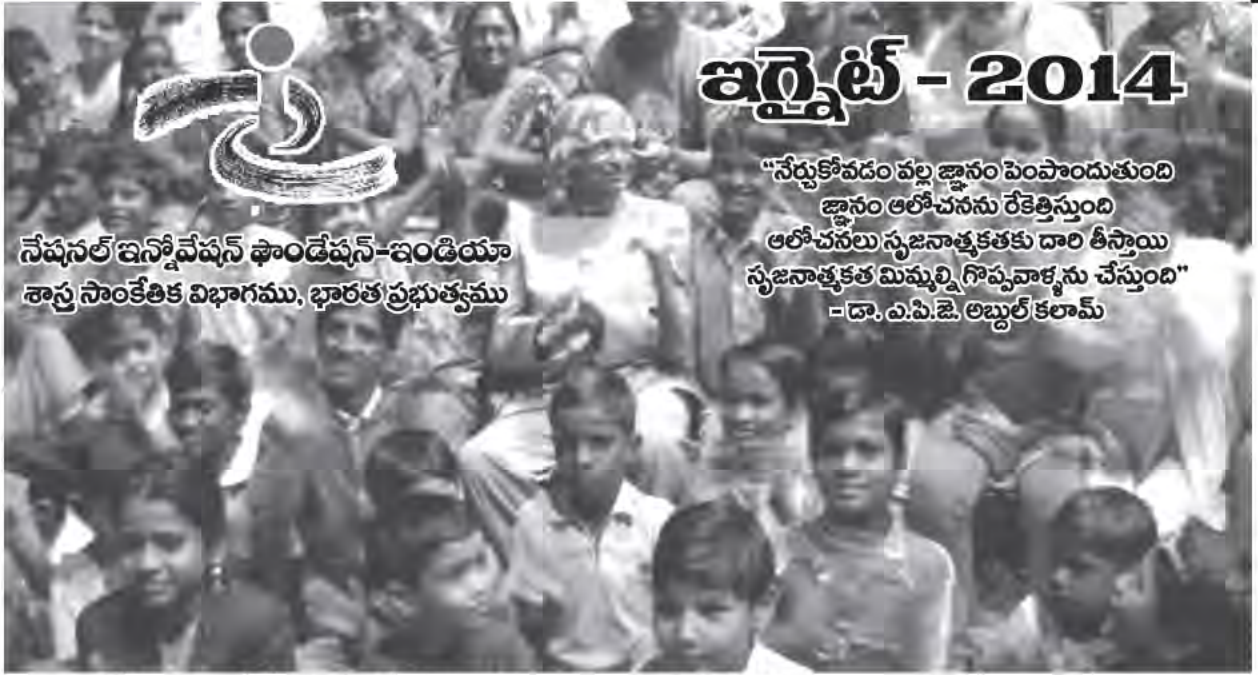 నేషనల్ ఇన్నోవేషన్ ఫౌండేషన్-ఇండియా
శాస్త్ర సాంకేతిక విభాగము, భారత ప్రభుత్వము
ఇగ్నైట్ - 2014
“నేర్చుకోవడం వల్ల జ్ఞానం పెంపొందుతుంది
జ్ఞానం ఆలోచనను రేకెత్తిస్తుంది
ఆలోచనలు సృజనాత్మకతకు దారి తీస్తాయి
సృజనాత్మకత మిమ్మల్ని గొప్పవాళ్ళను చేస్తుంది”
- డా. ఎ.పి.జె. అబ్దుల్ కలామ్